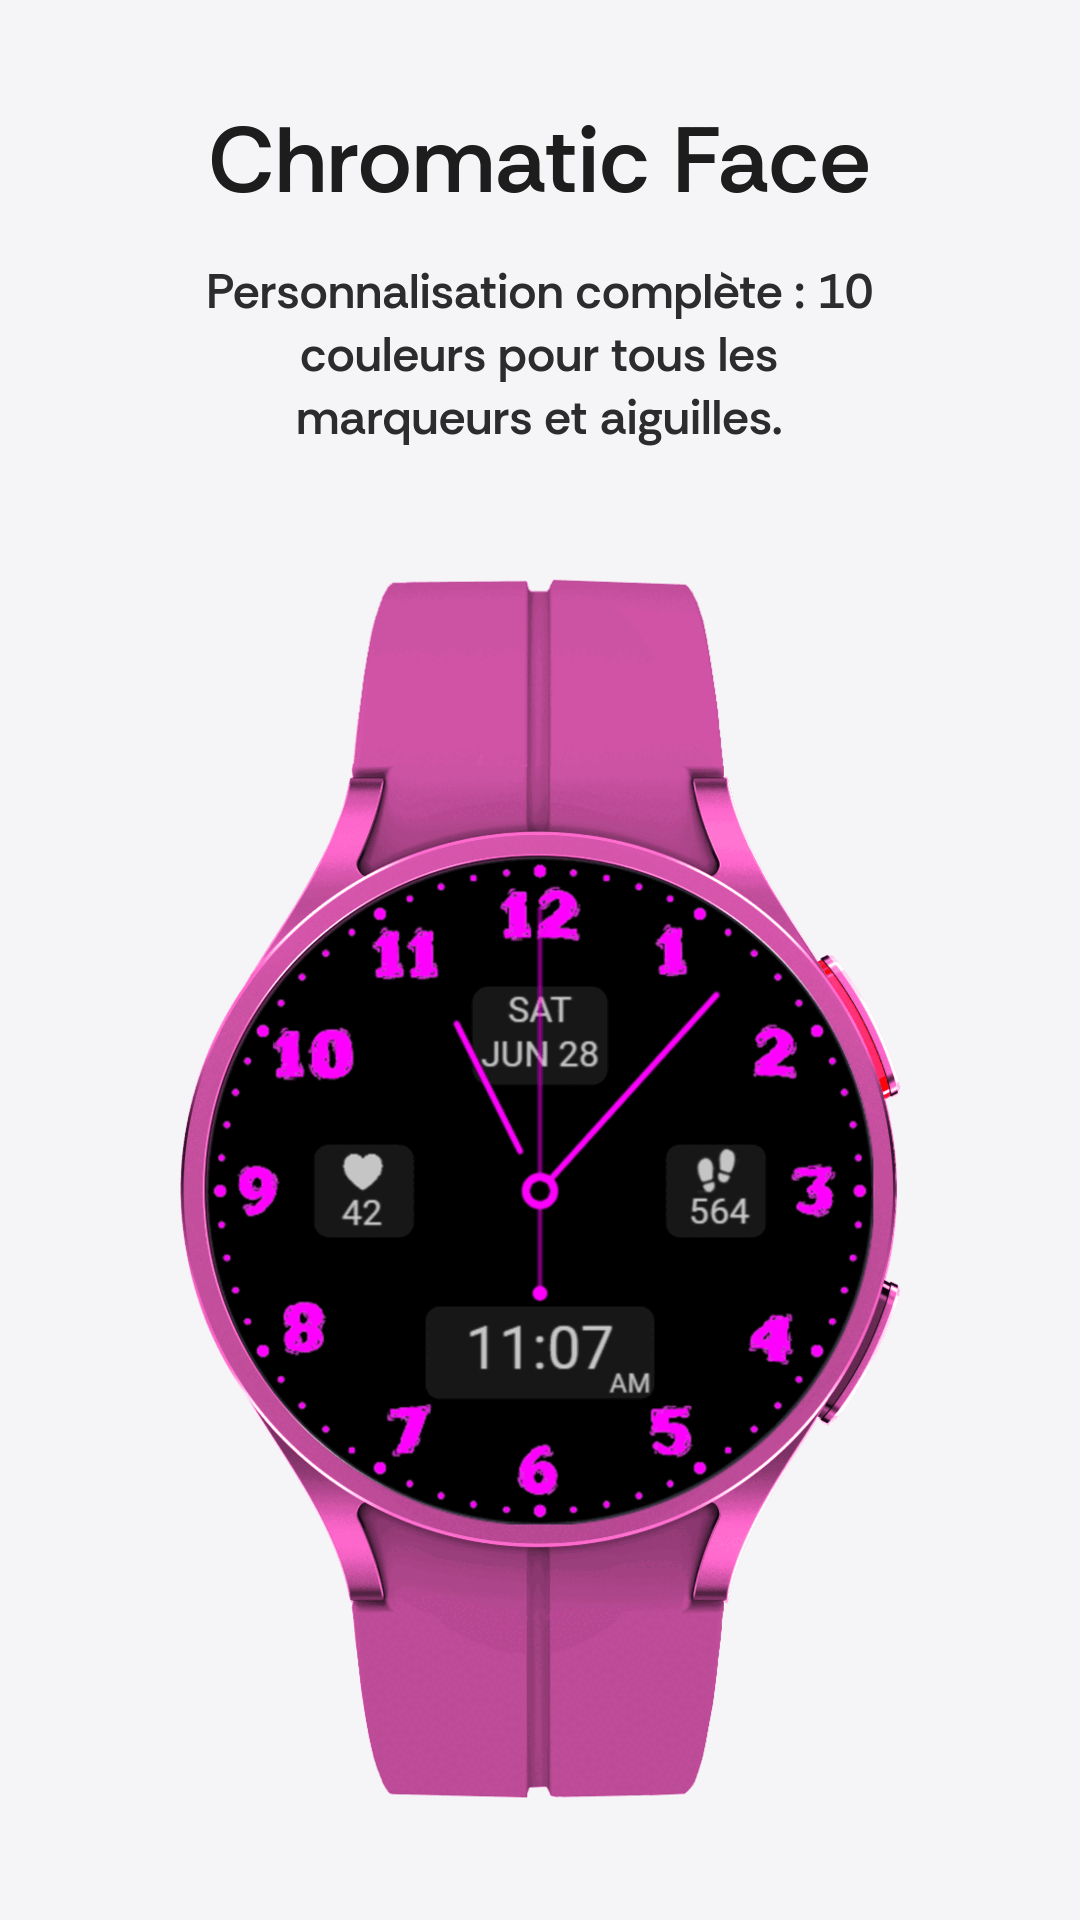 Chromatic Face
Personnalisation complète : 10
couleurs pour tous les
marqueurs et aiguilles.
12
11
1
SAT
JUN 28
10
2
9
42
564
3
8
4
11:07
AM
7
5
6